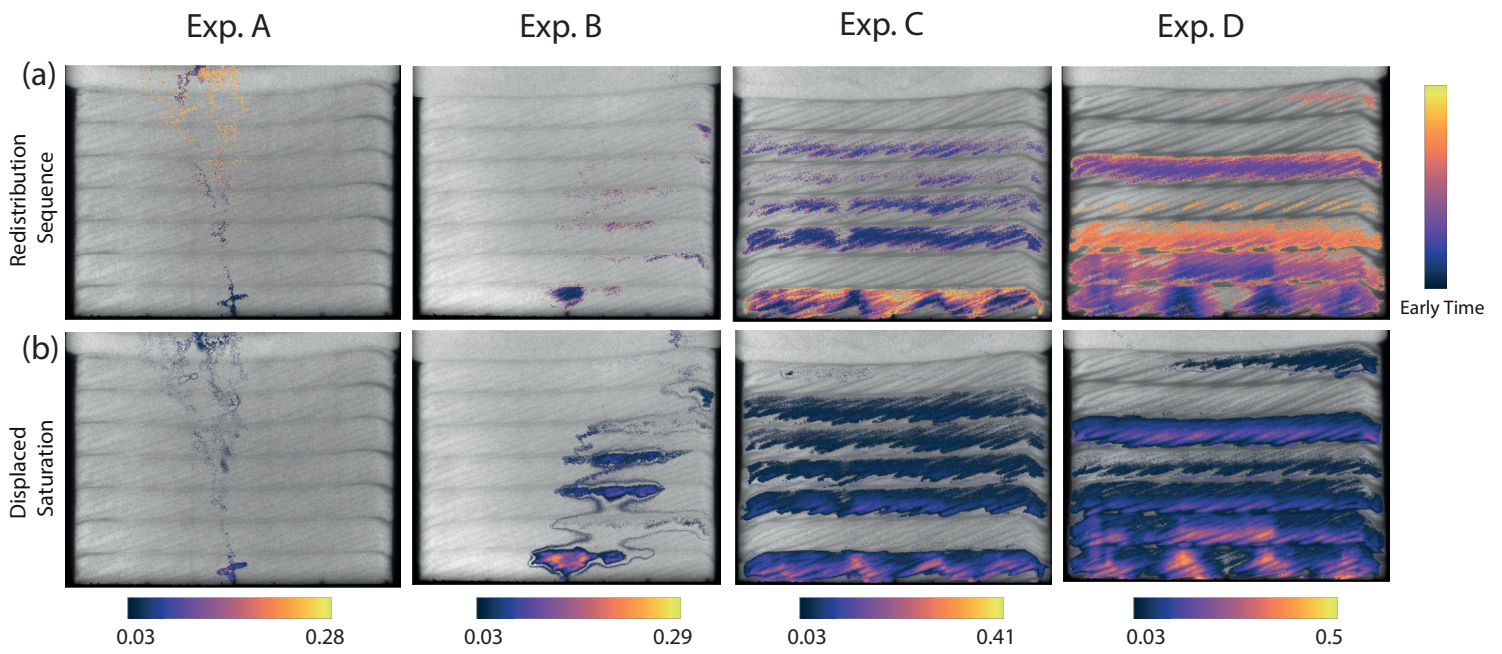 Exp. A
Exp. B
Exp. C
Exp. D
(a)
Redistribution
Sequence
Early Time
(b)
Displaced
Saturation
0.03
0.28
0.03
0.29
0.03
0.41
0.03
0.5